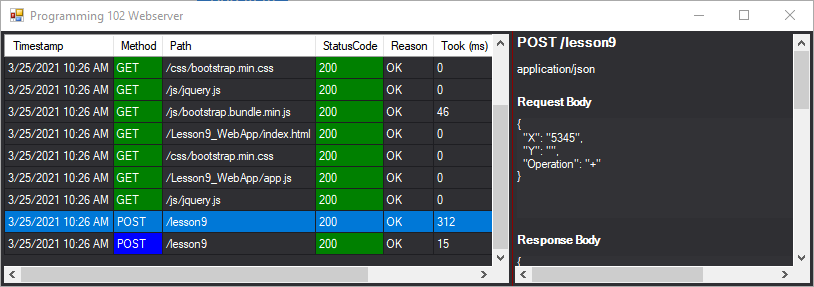 Programming 102 Webserver
Timestamp Method Path StatusCode Reason Took (ms)
3/25/2021 10:26 AM GET /css/bootstrap.min.css 200 OK 0
3/25/2021 10:26 AM GET /js/jquery.js 200 OK 0
3/25/2021 10:26 AM GET /js/bootstrap.bundle.min.js 200 OK 46
3/25/2021 10:26 AM GET /Lesson9_WebApp/index.html 200 OK 0
3/25/2021 10:26 AM GET /css/bootstrap.min.css 200 OK 0
3/25/2021 10:26 AM GET /Lesson9_WebApp/app.js 200 OK 0
3/25/2021 10:26 AM GET /js/jquery.js 200 OK 0
3/25/2021 10:26 AM POST /lesson9 200 OK 312
3/25/2021 10:26 AM POST /lesson9 200 OK 15
POST /lesson9
application/json
Request Body
{
"X": "5345",
"Y": "",
"Operation": "+"
}
Response Body
{